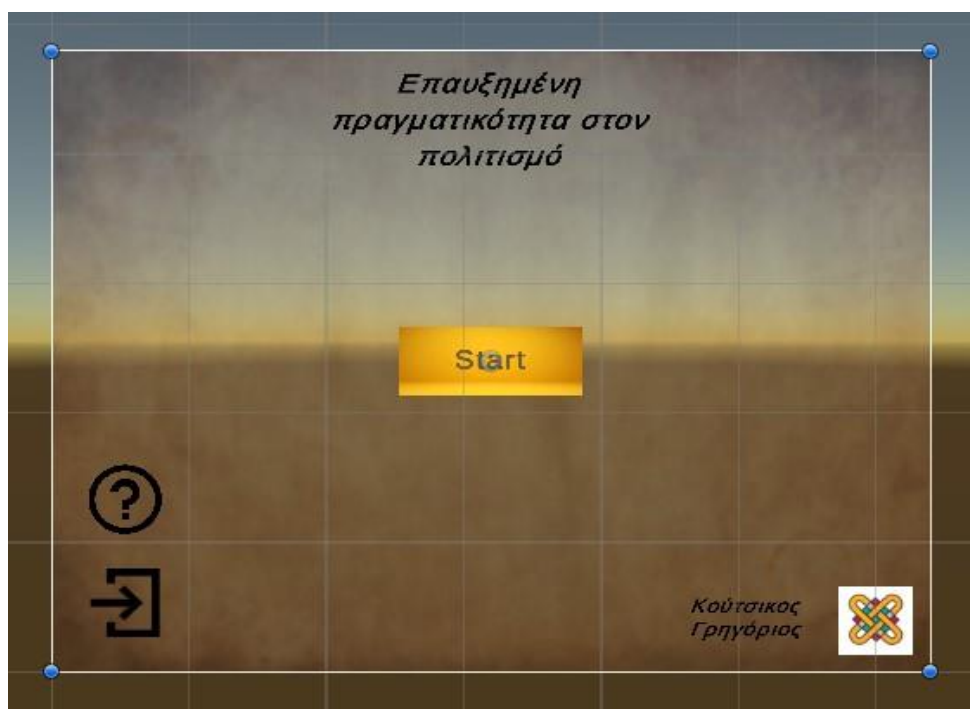 Επαυξημένη
πραγματικότητα στον
πολιτισμό
Start
?
Κούτσικος
Γρηγόριος